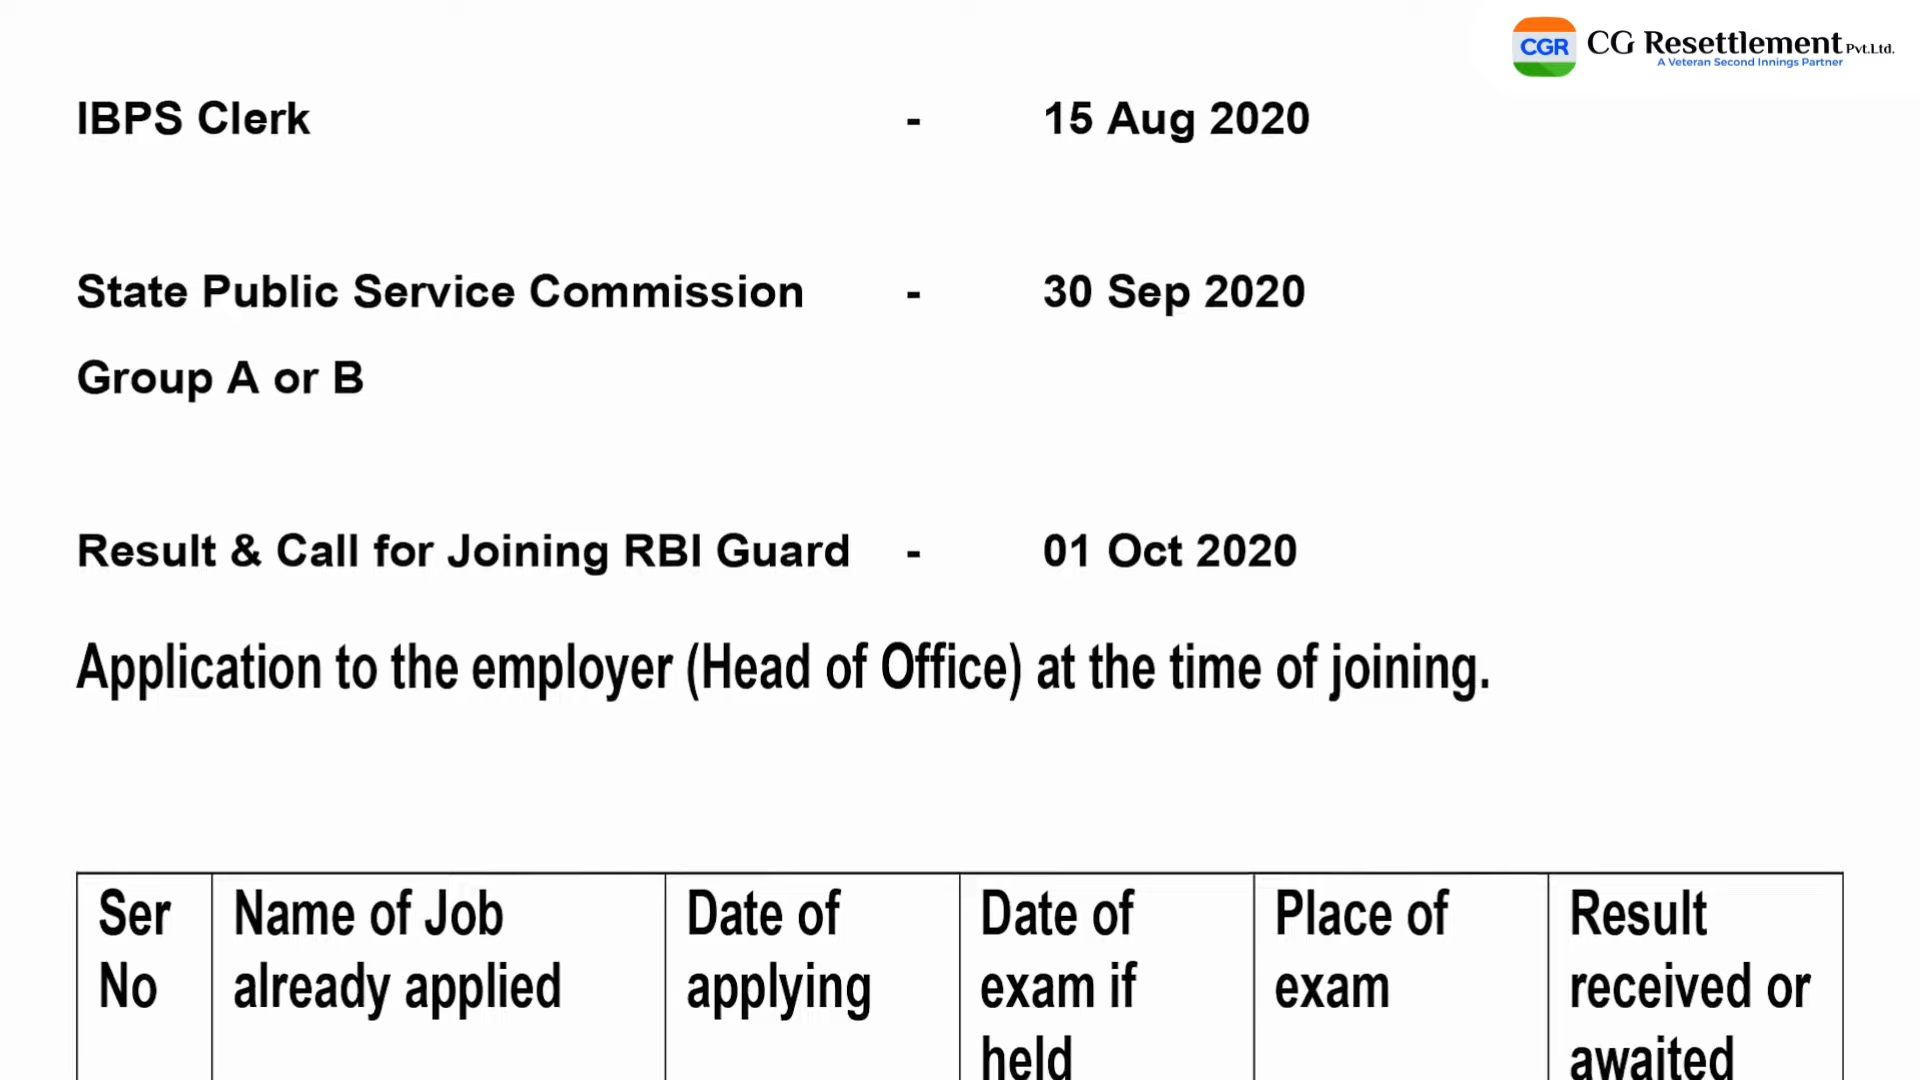 CGR CG Resettlement Pvt.Ltd.
A Veteran Second Innings Partner
IBPS Clerk - 15 Aug 2020
State Public Service Commission - 30 Sep 2020
Group A or B
Result & Call for Joining RBI Guard - 01 Oct 2020
Application to the employer (Head of Office) at the time of joining.
Ser Name of Job Date of Date of Place of Result
No already applied applying exam if exam received or
held awaited